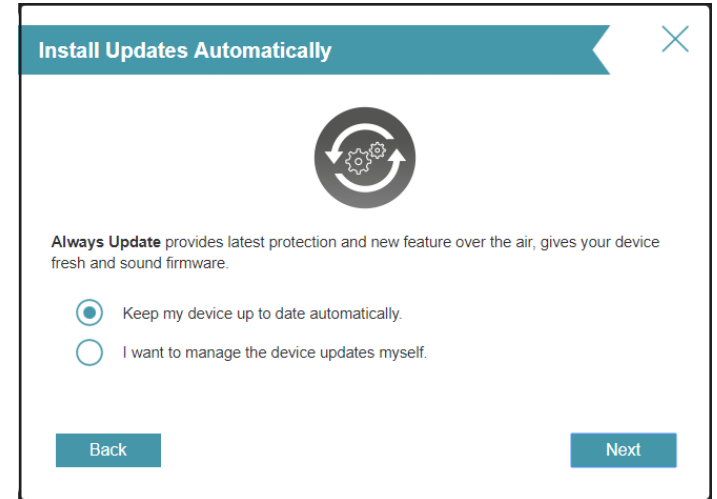 Install Updates Automatically
Always Update provides latest protection and new feature over the air, gives your device
fresh and sound firmware.
Keep my device up to date automatically.
I want to manage the device updates myself.
Back
Next